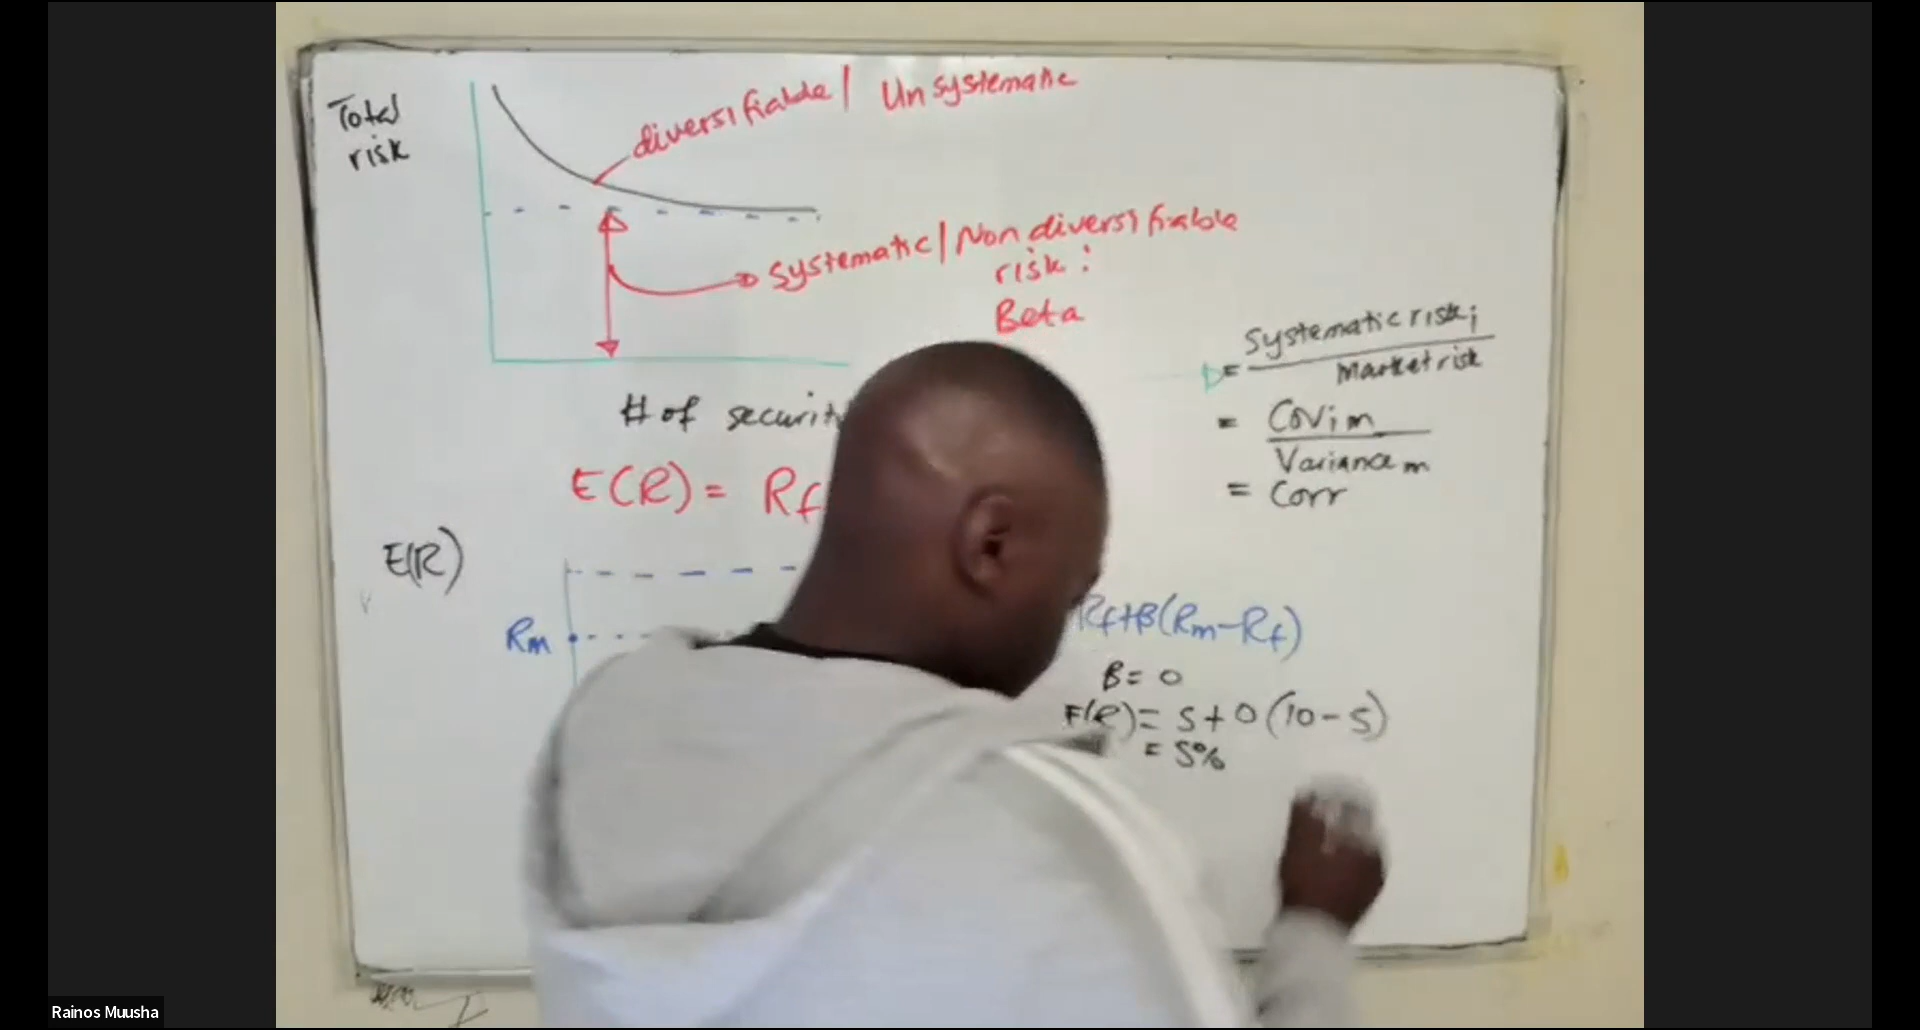 Total
risk
diversifiable/ Unsystematic
systematic/Non diversifiable
risk:
Beta
# of securit
E(R) = Rf
= Systematic risk i
Market risk
= Cov i m
Variance m
= Corr
E(R)
Rm
Rf+B(Rm-Rf)
B= 0
E(R)= 5+0(10-5)
= 5%
Rainos Muusha